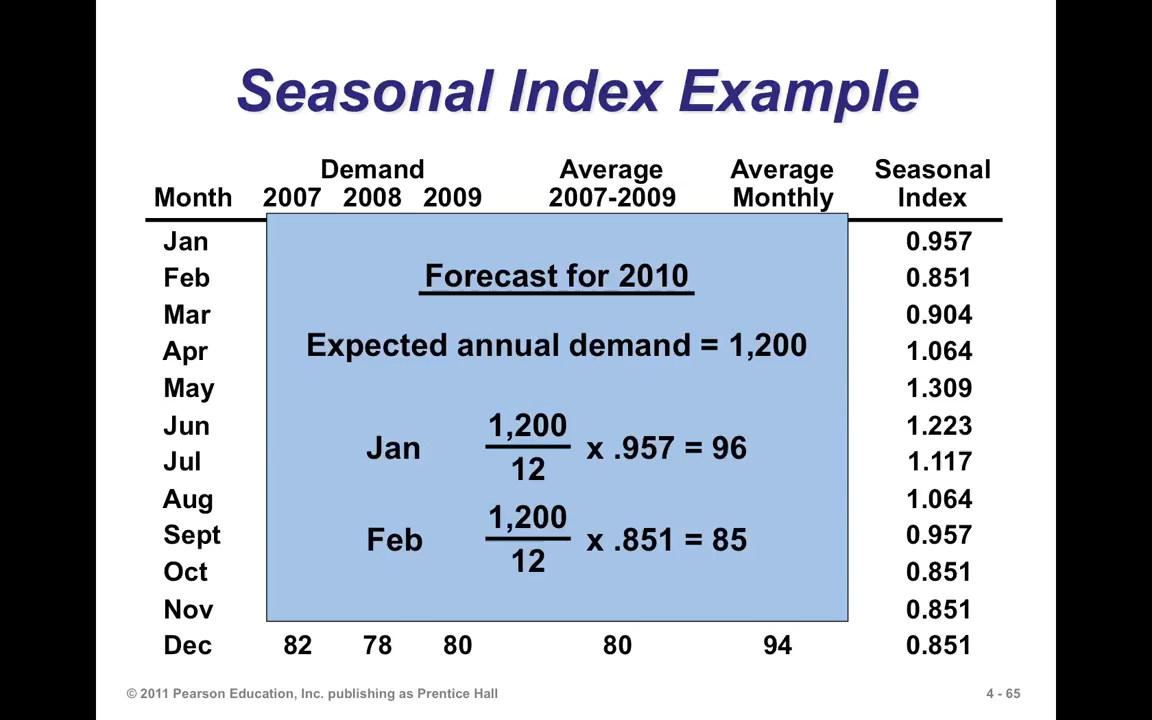 Seasonal Index Example
Demand Average Average Seasonal
Month 2007 2008 2009 2007-2009 Monthly Index
Jan 0.957
Feb 0.851
Mar 0.904
Apr 1.064
May 1.309
Jun 1.223
Jul 1.117
Aug 1.064
Sept 0.957
Oct 0.851
Nov 0.851
Dec 82 78 80 80 94 0.851
Forecast for 2010
Expected annual demand = 1,200
1,200
Jan x .957 = 96
12
1,200
Feb x .851 = 85
12
© 2011 Pearson Education, Inc. publishing as Prentice Hall 4 - 65